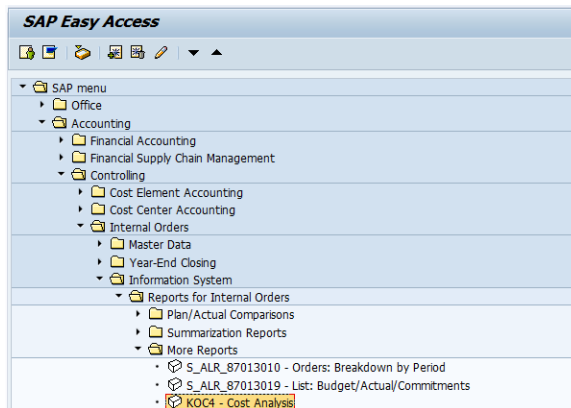 SAP Easy Access
SAP menu
Office
Accounting
Financial Accounting
Financial Supply Chain Management
Controlling
Cost Element Accounting
Cost Center Accounting
Internal Orders
Master Data
Year-End Closing
Information System
Reports for Internal Orders
Plan/Actual Comparisons
Summarization Reports
More Reports
S_ALR_87013010 - Orders: Breakdown by Period
S_ALR_87013019 - List: Budget/Actual/Commitments
KOC4 - Cost Analysis